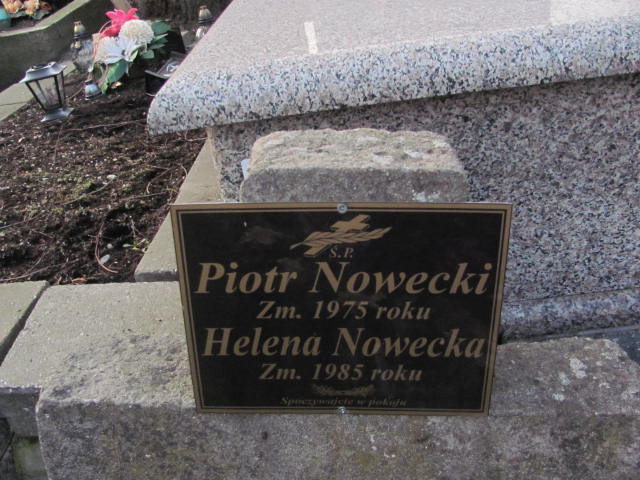 Ś.P.
Piotr Nowecki
Zm. 1975 roku
Helena Nowecka
Zm. 1985 roku
Spoczywajcie w pokoju